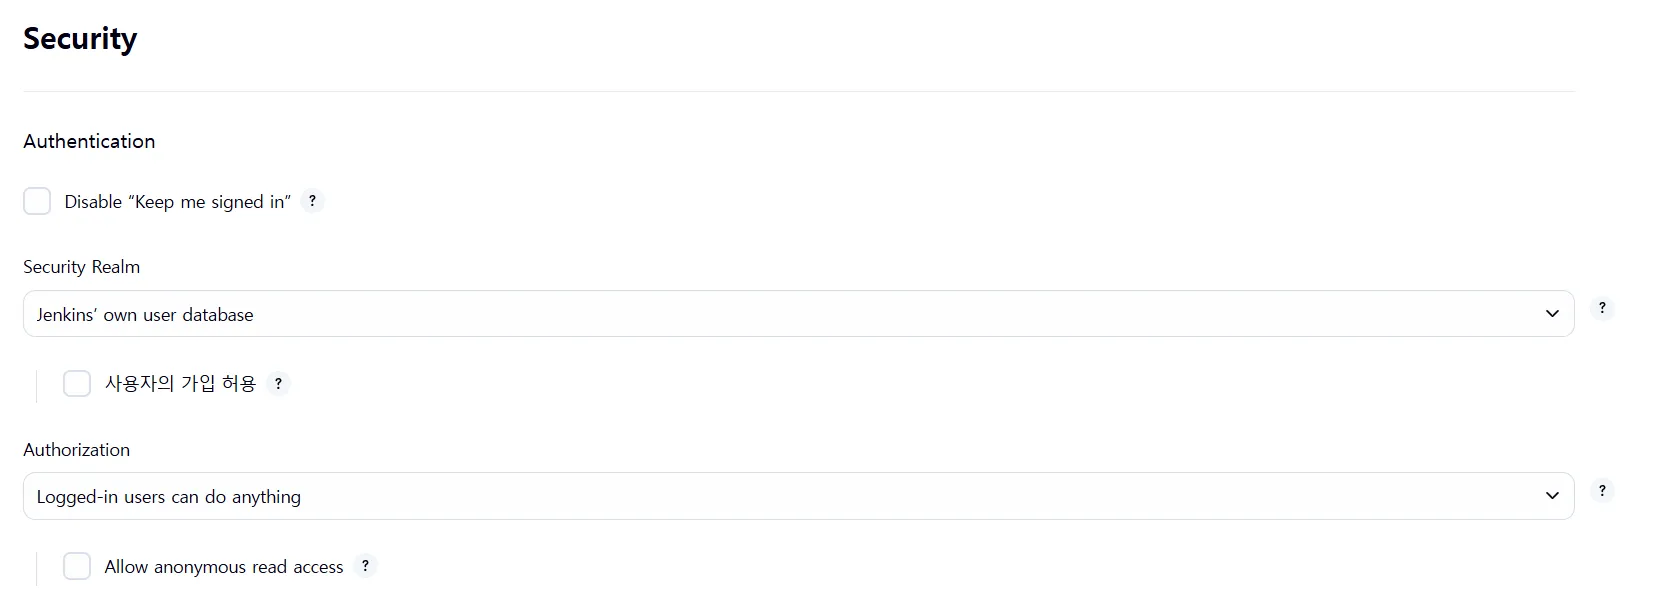 Security
Authentication
Disable “Keep me signed in” ?
Security Realm
Jenkins’ own user database ?
사용자의 가입 허용 ?
Authorization
Logged-in users can do anything ?
Allow anonymous read access ?